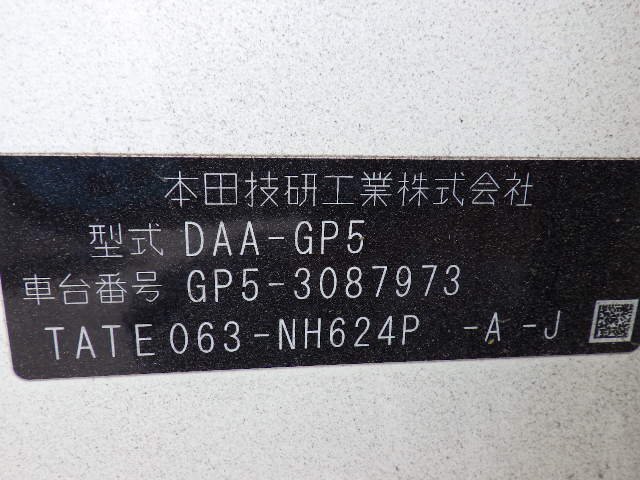 本田技研工業株式会社
型式 DAA-GP5
車台番号 GP5-3087973
TATE063-NH624P -A-J